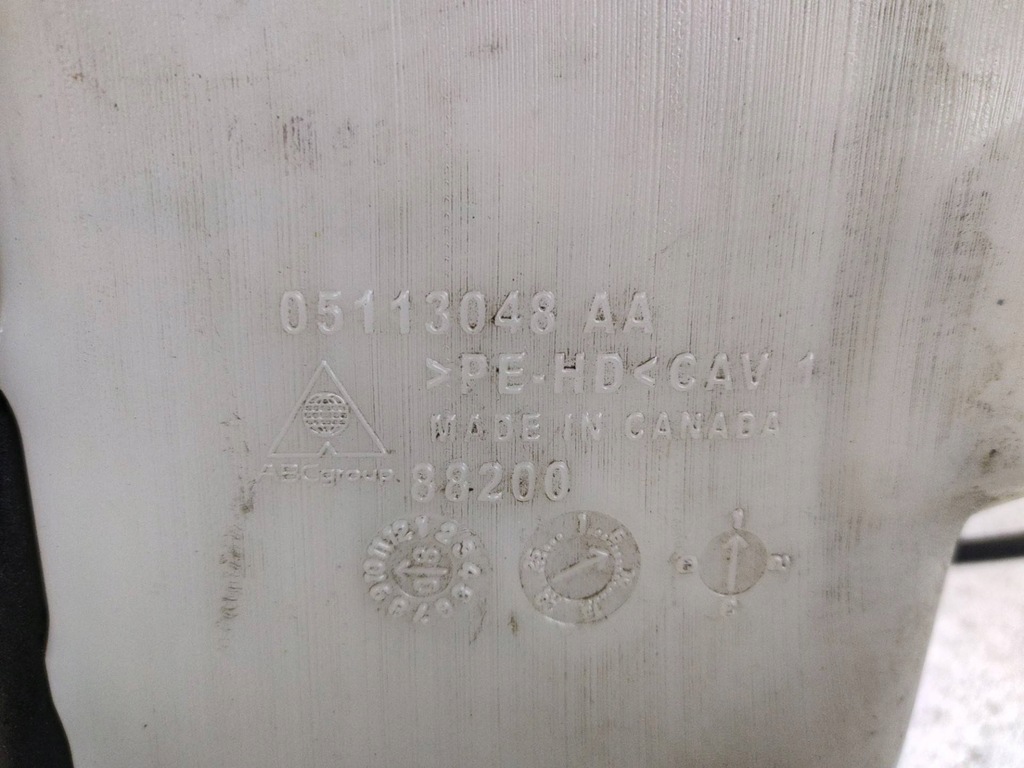 05113048 AA
>PE-HD< CAV 1
MADE IN CANADA
ABCgroup.
88200